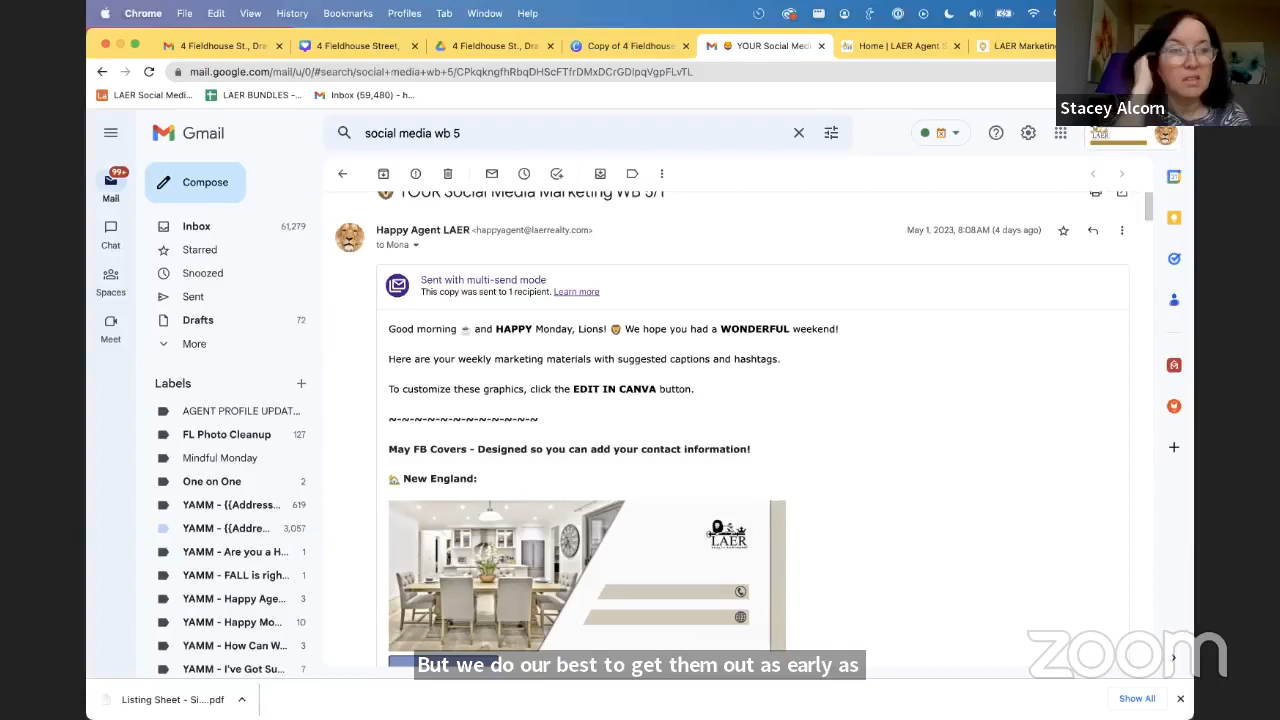 Chrome File Edit View History Bookmarks Profiles Tab Window Help
4 Fieldhouse St., Dra 4 Fieldhouse Street, 4 Fieldhouse St., Dra Copy of 4 Fieldhouse YOUR Social Medi Home | LAER Agent S LAER Marketin
mail.google.com/mail/u/0/#search/social+media+wb+5/CPkqkngfhRbqDHScFTfrDMxDCrGDlpqVgpFLvTL
LAER Social Medi... LAER BUNDLES -... Inbox (59,480) - h...
Stacey Alcorn
Gmail
social media wb 5
LAER
99+
Compose
Mail
Chat
Spaces
Meet
Inbox 61,279
Starred
Snoozed
Sent
Drafts 72
More
Labels
AGENT PROFILE UPDAT...
FL Photo Cleanup 127
Mindful Monday
One on One 2
YAMM - {{Address... 619
YAMM - {{Addre... 3,057
YAMM - Are you a H... 1
YAMM - FALL is righ... 1
YAMM - Happy Age... 3
YAMM - Happy Mo... 10
YAMM - How Can W... 3
YAMM - I've Got Su... 7
YOUR Social Media Marketing WB 5/1
Happy Agent LAER <happyagent@laerrealty.com> May 1, 2023, 8:08AM (4 days ago)
to Mona
Sent with multi-send mode
This copy was sent to 1 recipient. Learn more
Good morning ☕ and HAPPY Monday, Lions! 🦁 We hope you had a WONDERFUL weekend!
Here are your weekly marketing materials with suggested captions and hashtags.
To customize these graphics, click the EDIT IN CANVA button.
~-~-~-~-~-~-~-~-~-~-~-~
May FB Covers - Designed so you can add your contact information!
🏡 New England:
LAER
But we do our best to get them out as early as
zoom
Listing Sheet - Si....pdf
Show All